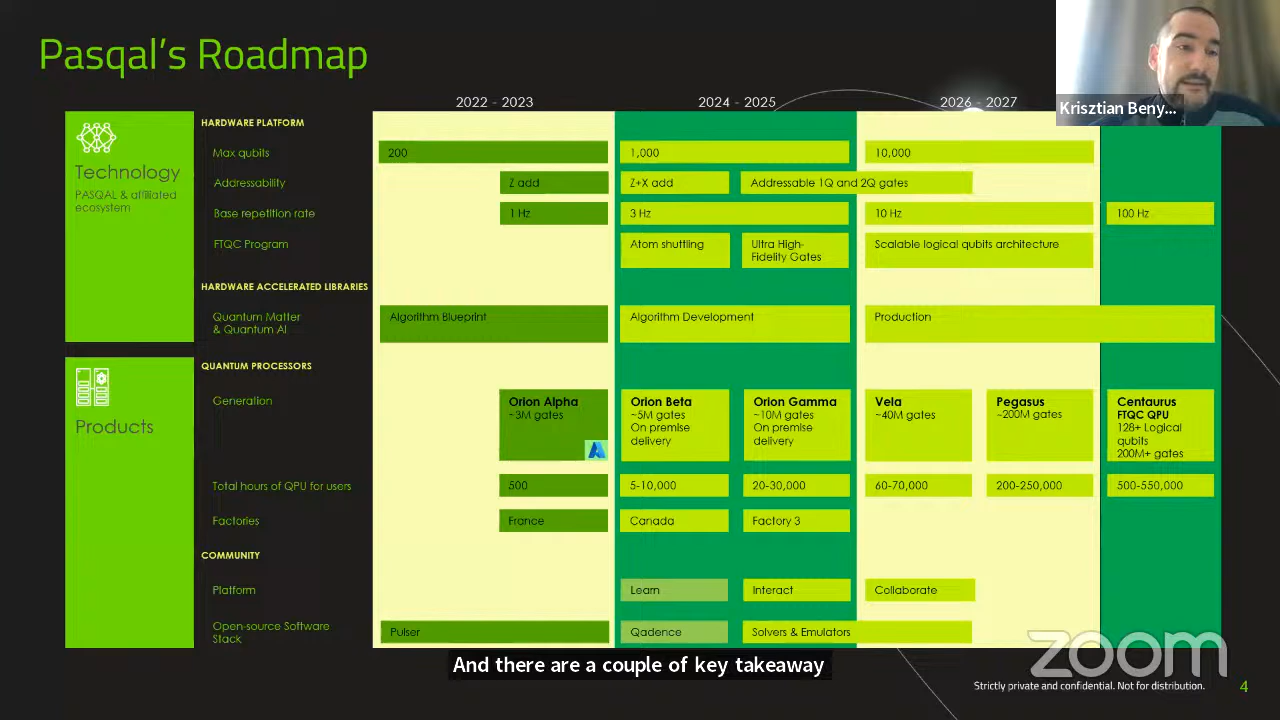 Pasqal's Roadmap
Krisztian Beny...
2022 - 2023
2024 - 2025
2026 - 2027
Technology
PASQAL & affiliated
ecosystem
HARDWARE PLATFORM
Max qubits
200
1,000
10,000
Addressability
Z add
Z+X add
Addressable 1Q and 2Q gates
Base repetition rate
1 Hz
3 Hz
10 Hz
100 Hz
FTQC Program
Atom shuttling
Ultra High-
Fidelity Gates
Scalable logical qubits architecture
HARDWARE ACCELERATED LIBRARIES
Quantum Matter
& Quantum AI
Algorithm Blueprint
Algorithm Development
Production
Products
QUANTUM PROCESSORS
Generation
Orion Alpha
~3M gates
Orion Beta
~5M gates
On premise
delivery
Orion Gamma
~10M gates
On premise
delivery
Vela
~40M gates
Pegasus
~200M gates
Centaurus
FTQC QPU
128+ Logical
qubits
200M+ gates
Total hours of QPU for users
500
5-10,000
20-30,000
60-70,000
200-250,000
500-550,000
Factories
France
Canada
Factory 3
COMMUNITY
Platform
Learn
Interact
Collaborate
Open-source Software
Stack
Pulser
Qadence
Solvers & Emulators
And there are a couple of key takeaway
zoom
Strictly private and confidential. Not for distribution.
4